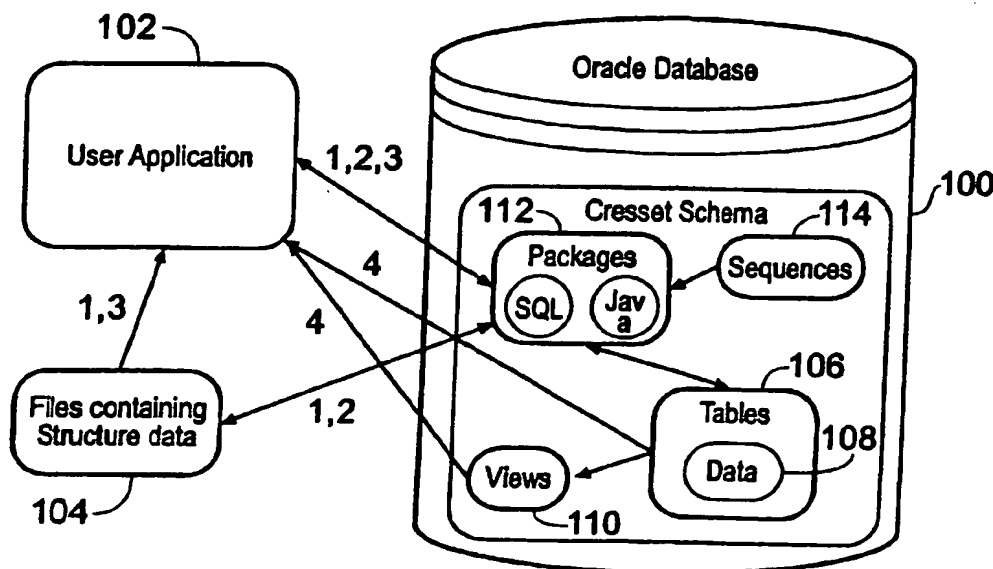 102
Oracle Database
User Application
1,2,3
100
Cresset Schema
112
114
Packages
Sequences
SQL
Jav
a
4
1,3
4
106
Files containing
Structure data
1,2
Tables
108
Data
Views
104
110